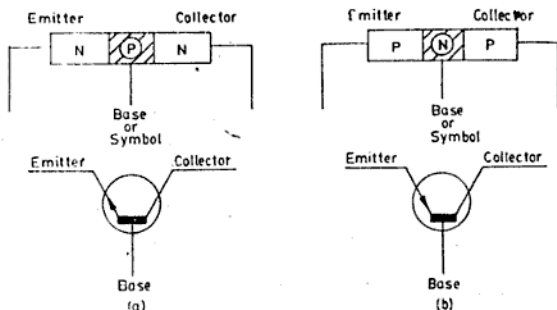 Emitter Collector
N P N
Base
or
Symbol
Emitter Collector
Base
(a)
Emitter Collector
P N P
Base
or
Symbol
Emitter Collector
Base
(b)